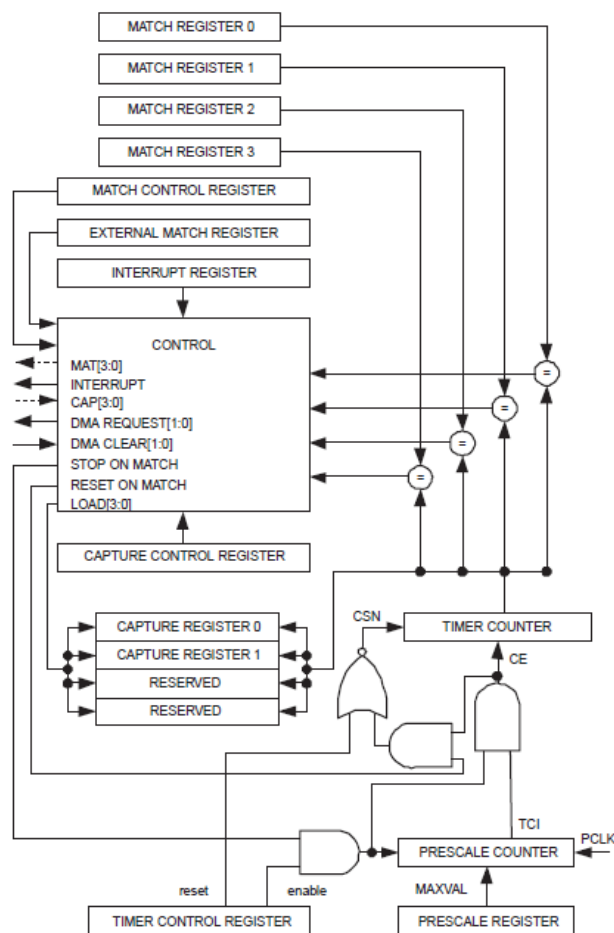 MATCH REGISTER 0
MATCH REGISTER 1
MATCH REGISTER 2
MATCH REGISTER 3
MATCH CONTROL REGISTER
EXTERNAL MATCH REGISTER
INTERRUPT REGISTER
CONTROL
MAT[3:0]
INTERRUPT
CAP[3:0]
DMA REQUEST[1:0]
DMA CLEAR[1:0]
STOP ON MATCH
RESET ON MATCH
LOAD[3:0]
=
=
=
=
CAPTURE CONTROL REGISTER
CAPTURE REGISTER 0
CAPTURE REGISTER 1
RESERVED
RESERVED
CSN
TIMER COUNTER
CE
TCI
PCLK
PRESCALE COUNTER
reset
enable
MAXVAL
TIMER CONTROL REGISTER
PRESCALE REGISTER